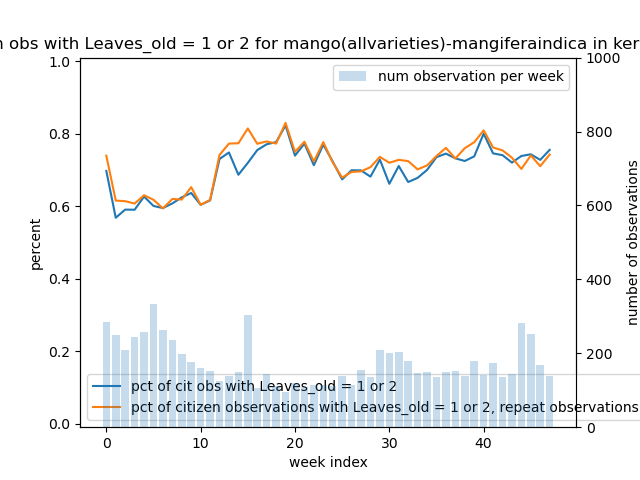 obs with Leaves_old = 1 or 2 for mango(allvarieties)-mangiferaindica in ker
1.0
0.8
0.6
0.4
0.2
0.0
percent
1000
800
600
400
200
0
number of observations
num observation per week
pct of cit obs with Leaves_old = 1 or 2
pct of citizen observations with Leaves_old = 1 or 2, repeat observations
0
10
20
30
40
week index